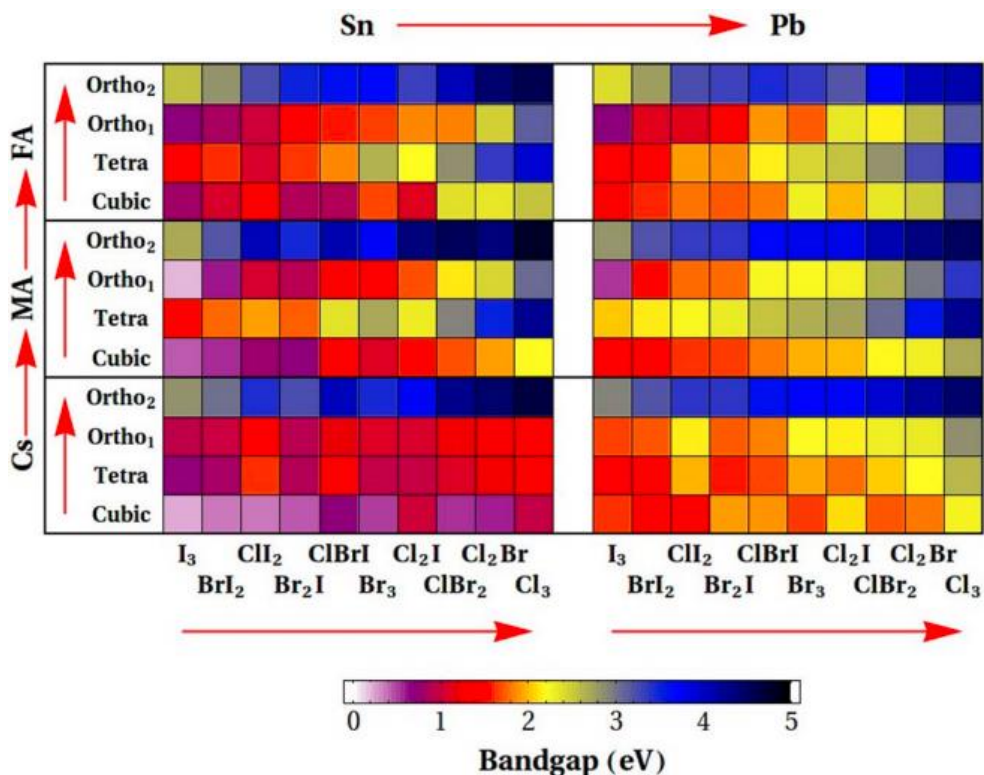 Sn Pb
FA
MA
Cs
Ortho₂
Ortho₁
Tetra
Cubic
Ortho₂
Ortho₁
Tetra
Cubic
Ortho₂
Ortho₁
Tetra
Cubic
I₃ ClI₂ ClBrI Cl₂I Cl₂Br I₃ ClI₂ ClBrI Cl₂I Cl₂Br
BrI₂ Br₂I Br₃ ClBr₂ Cl₃ BrI₂ Br₂I Br₃ ClBr₂ Cl₃
0 1 2 3 4 5
Bandgap (eV)